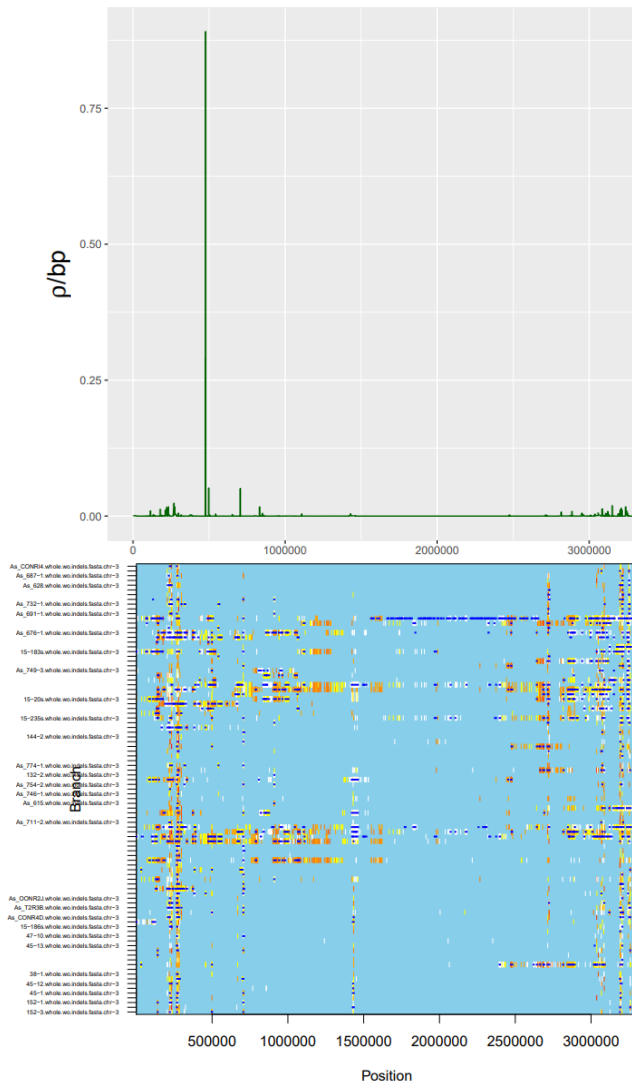 0.75
0.50
ρ/bp
0.25
0.00
0 1000000 2000000 3000000
As_CONRI4.whole.wo.indels.fasta.chr-3
As_687-1.whole.wo.indels.fasta.chr-3
As_628.whole.wo.indels.fasta.chr-3
As_732-1.whole.wo.indels.fasta.chr-3
As_691-1.whole.wo.indels.fasta.chr-3
As_676-1.whole.wo.indels.fasta.chr-3
15-183s.whole.wo.indels.fasta.chr-3
As_749-3.whole.wo.indels.fasta.chr-3
15-20s.whole.wo.indels.fasta.chr-3
15-235s.whole.wo.indels.fasta.chr-3
144-2.whole.wo.indels.fasta.chr-3
As_774-1.whole.wo.indels.fasta.chr-3
132-2.whole.wo.indels.fasta.chr-3
As_754-2.whole.wo.indels.fasta.chr-3
As_746-1.whole.wo.indels.fasta.chr-3
Branch
As_615.whole.wo.indels.fasta.chr-3
As_711-2.whole.wo.indels.fasta.chr-3
As_OONR2J.whole.wo.indels.fasta.chr-3
As_T2R3B.whole.wo.indels.fasta.chr-3
As_CONR4D.whole.wo.indels.fasta.chr-3
15-186s.whole.wo.indels.fasta.chr-3
47-10.whole.wo.indels.fasta.chr-3
45-13.whole.wo.indels.fasta.chr-3
38-1.whole.wo.indels.fasta.chr-3
45-12.whole.wo.indels.fasta.chr-3
45-1.whole.wo.indels.fasta.chr-3
152-1.whole.wo.indels.fasta.chr-3
152-3.whole.wo.indels.fasta.chr-3
500000 1000000 1500000 2000000 2500000 3000000
Position